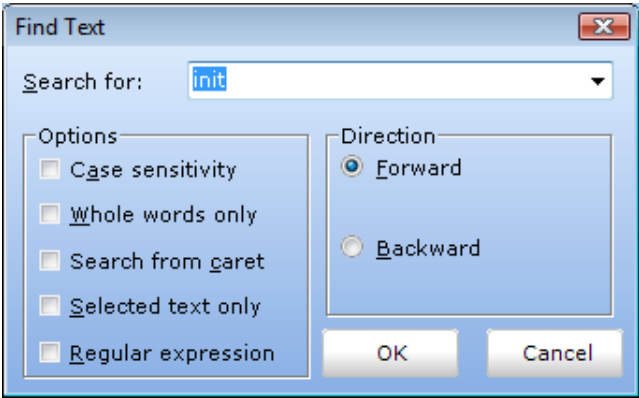 Find Text
Search for: init
Options
Case sensitivity
Whole words only
Search from caret
Selected text only
Regular expression
Direction
Forward
Backward
OK Cancel